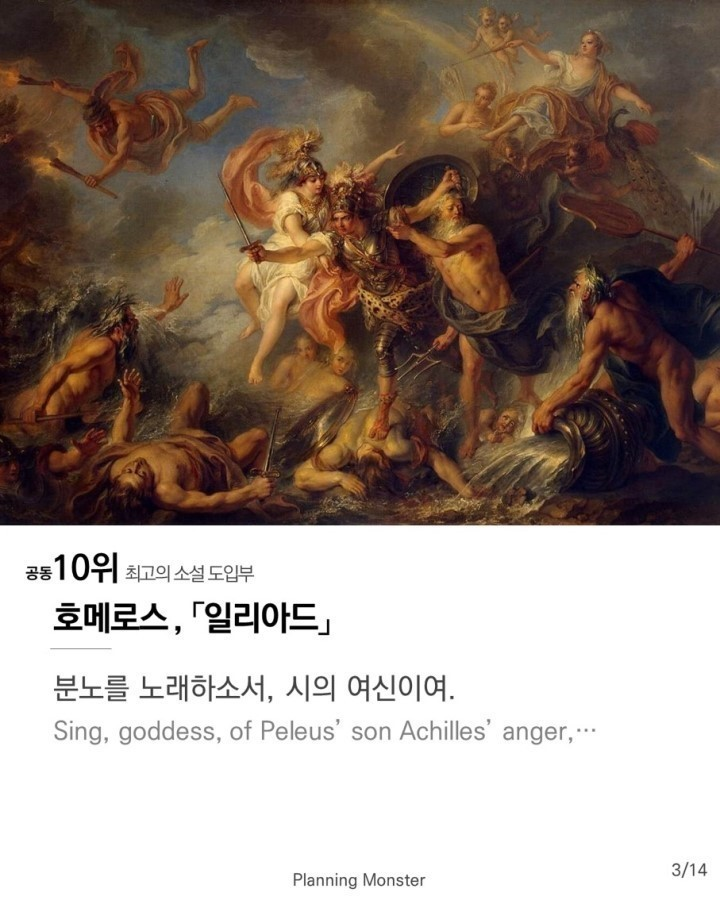 공동10위 최고의 소설 도입부
호메로스, 「일리아드」
분노를 노래하소서, 시의 여신이여.
Sing, goddess, of Peleus’ son Achilles’ anger,⋯
3/14
Planning Monster